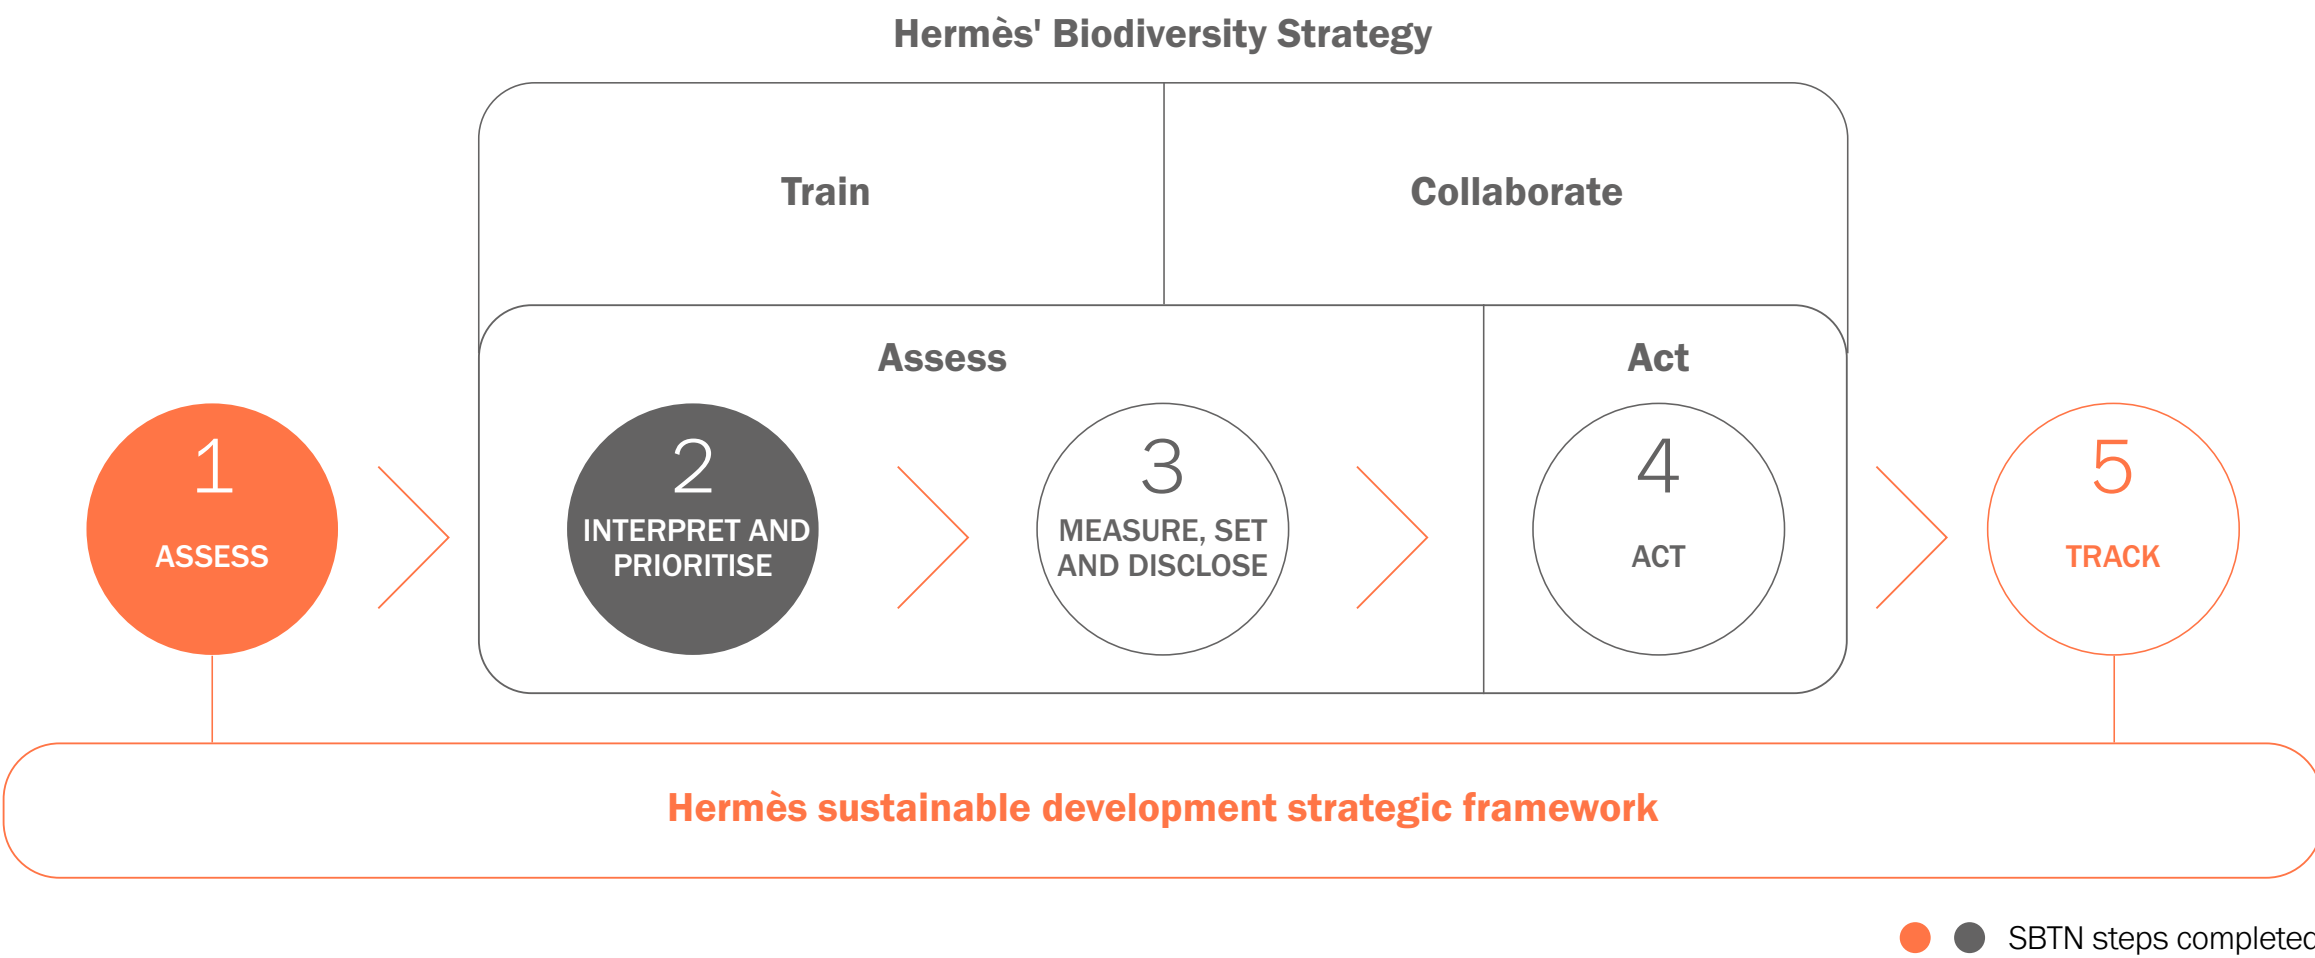 Hermès' Biodiversity Strategy
Train
Collaborate
Assess
Act
1
ASSESS
2
INTERPRET AND
PRIORITISE
3
MEASURE, SET
AND DISCLOSE
4
ACT
5
TRACK
Hermès sustainable development strategic framework
SBTN steps completed